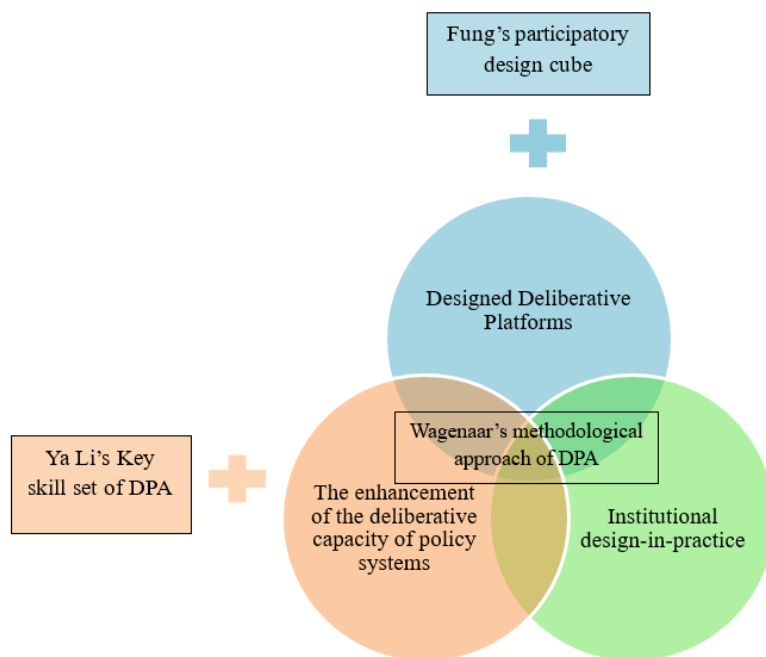 Fung’s participatory
design cube
Designed Deliberative
Platforms
Wagenaar’s methodological
approach of DPA
Ya Li’s Key
skill set of DPA
The enhancement
of the deliberative
capacity of policy
systems
Institutional
design-in-practice